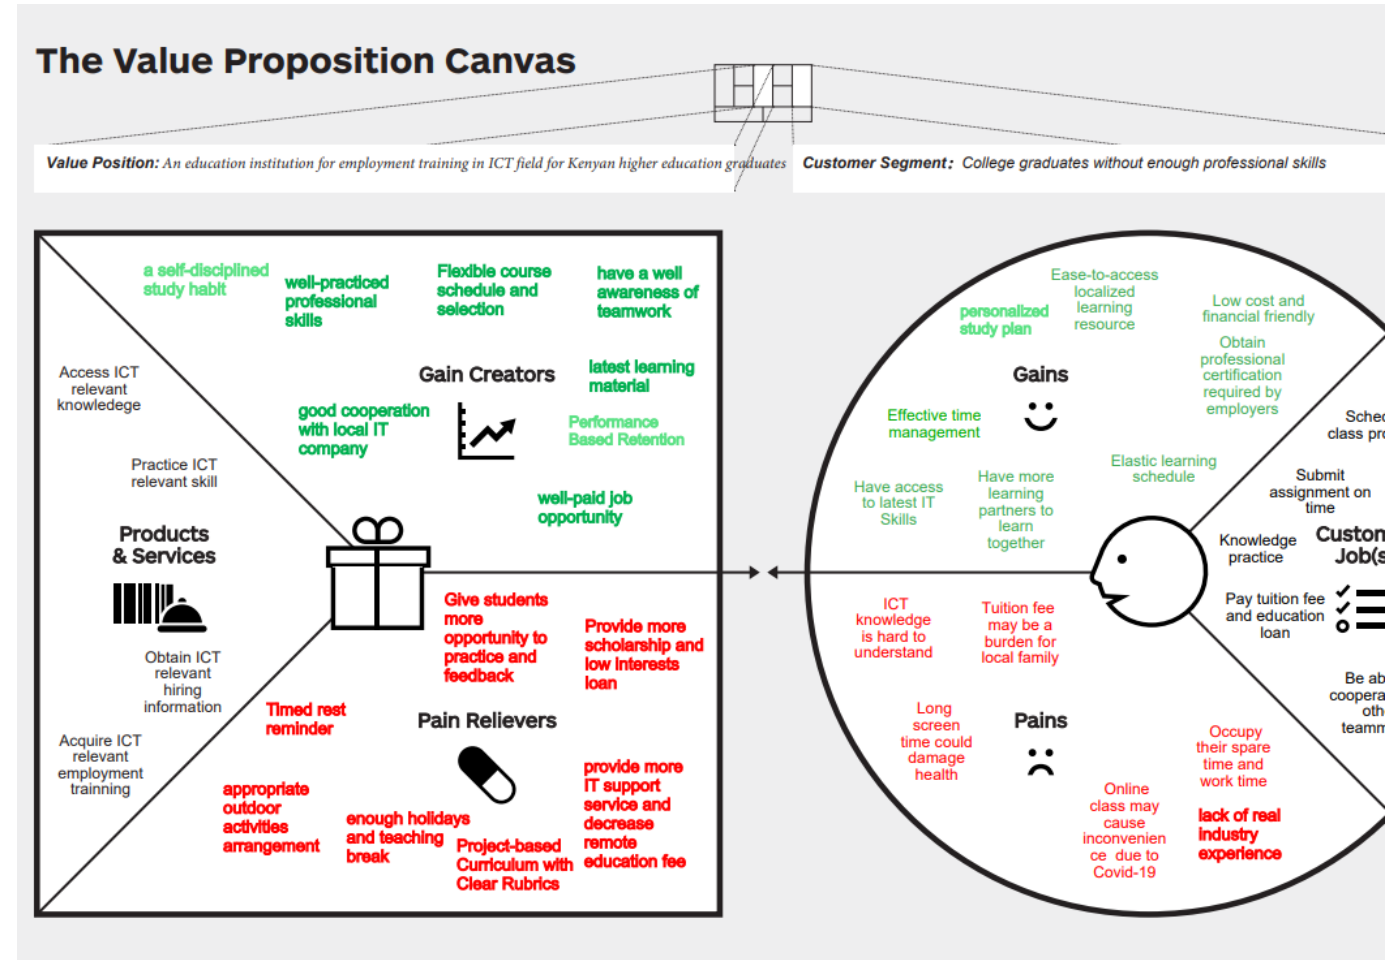 The Value Proposition Canvas
Value Position: An education institution for employment training in ICT field for Kenyan higher education graduates
Customer Segment: College graduates without enough professional skills
a self-disciplined
study habit
well-practiced
professional
skills
Flexible course
schedule and
selection
have a well
awareness of
teamwork
Gain Creators
latest learning
material
good cooperation
with local IT
company
Performance
Based Retention
well-paid job
opportunity
Access ICT
relevant
knowledege
Practice ICT
relevant skill
Products
& Services
Obtain ICT
relevant
hiring
information
Acquire ICT
relevant
employment
trainning
Give students
more
opportunity to
practice and
feedback
Provide more
scholarship and
low interests
loan
Timed rest
reminder
Pain Relievers
appropriate
outdoor
activities
arrangement
enough holidays
and teaching
break
Project-based
Curriculum with
Clear Rubrics
provide more
IT support
service and
decrease
remote
education fee
personalized
study plan
Ease-to-access
localized
learning
resource
Low cost and
financial friendly
Obtain
professional
certification
required by
employers
Gains
Effective time
management
Elastic learning
schedule
Have access
to latest IT
Skills
Have more
learning
partners to
learn
together
ICT
knowledge
is hard to
understand
Tuition fee
may be a
burden for
local family
Long
screen
time could
damage
health
Pains
Occupy
their spare
time and
work time
Online
class may
cause
inconvenien
ce due to
Covid-19
lack of real
industry
experience
class
Submit
assignment on
time
Knowledge
practice
Job(s
Pay tuition fee
and education
loan
Be